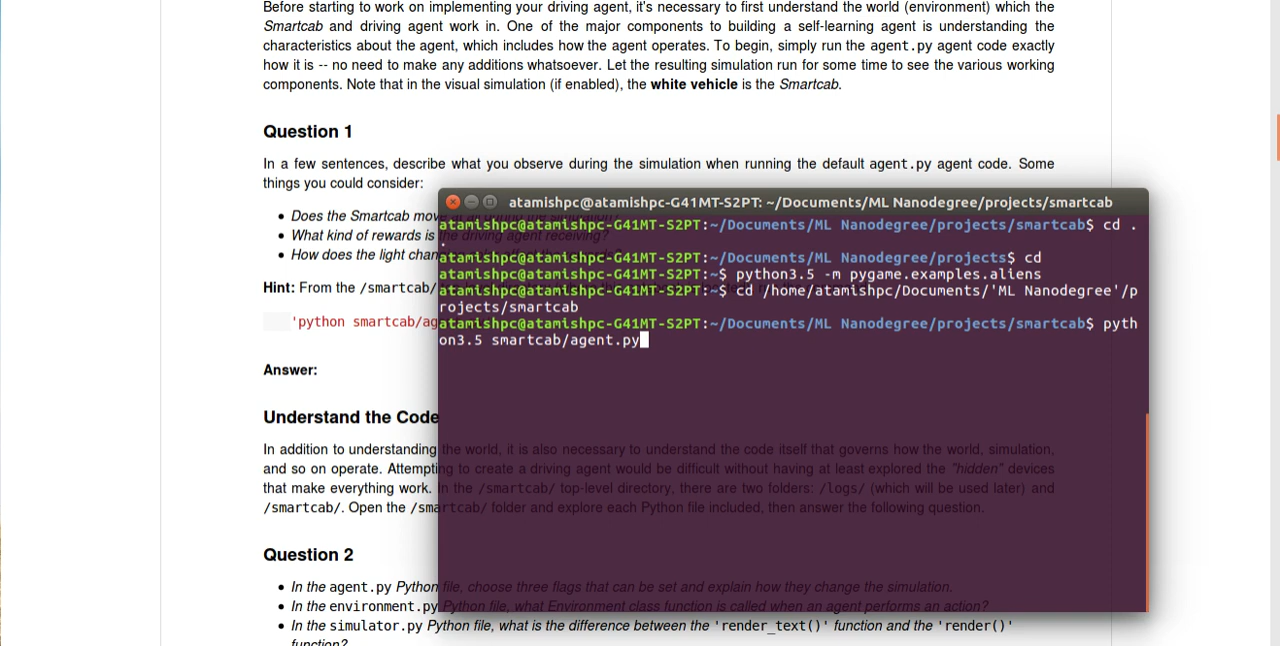 Before starting to work on implementing your driving agent, it's necessary to first understand the world (environment) which the
Smartcab and driving agent work in. One of the major components to building a self-learning agent is understanding the
characteristics about the agent, which includes how the agent operates. To begin, simply run the agent.py agent code exactly
how it is -- no need to make any additions whatsoever. Let the resulting simulation run for some time to see the various working
components. Note that in the visual simulation (if enabled), the white vehicle is the Smartcab.
Question 1
In a few sentences, describe what you observe during the simulation when running the default agent.py agent code. Some
things you could consider:
• Does the Smartcab move at all during the simulation?
• What kind of rewards is the driving agent receiving?
• How does the light chan
Hint: From the /smartcab/
'python smartcab/ag
Answer:
Understand the Code
In addition to understanding the world, it is also necessary to understand the code itself that governs how the world, simulation,
and so on operate. Attempting to create a driving agent would be difficult without having at least explored the "hidden" devices
that make everything work. In the /smartcab/ top-level directory, there are two folders: /logs/ (which will be used later) and
/smartcab/. Open the /smartcab/ folder and explore each Python file included, then answer the following question.
Question 2
• In the agent.py Python file, choose three flags that can be set and explain how they change the simulation.
• In the environment.py Python file, what Environment class function is called when an agent performs an action?
• In the simulator.py Python file, what is the difference between the 'render_text()' function and the 'render()'
function?
atamishpc@atamishpc-G41MT-S2PT: ~/Documents/ML Nanodegree/projects/smartcab
atamishpc@atamishpc-G41MT-S2PT:~/Documents/ML Nanodegree/projects/smartcab$ cd .
.
atamishpc@atamishpc-G41MT-S2PT:~/Documents/ML Nanodegree/projects$ cd
atamishpc@atamishpc-G41MT-S2PT:~$ python3.5 -m pygame.examples.aliens
atamishpc@atamishpc-G41MT-S2PT:~$ cd /home/atamishpc/Documents/'ML Nanodegree'/p
rojects/smartcab
atamishpc@atamishpc-G41MT-S2PT:~/Documents/ML Nanodegree/projects/smartcab$ pyth
on3.5 smartcab/agent.py